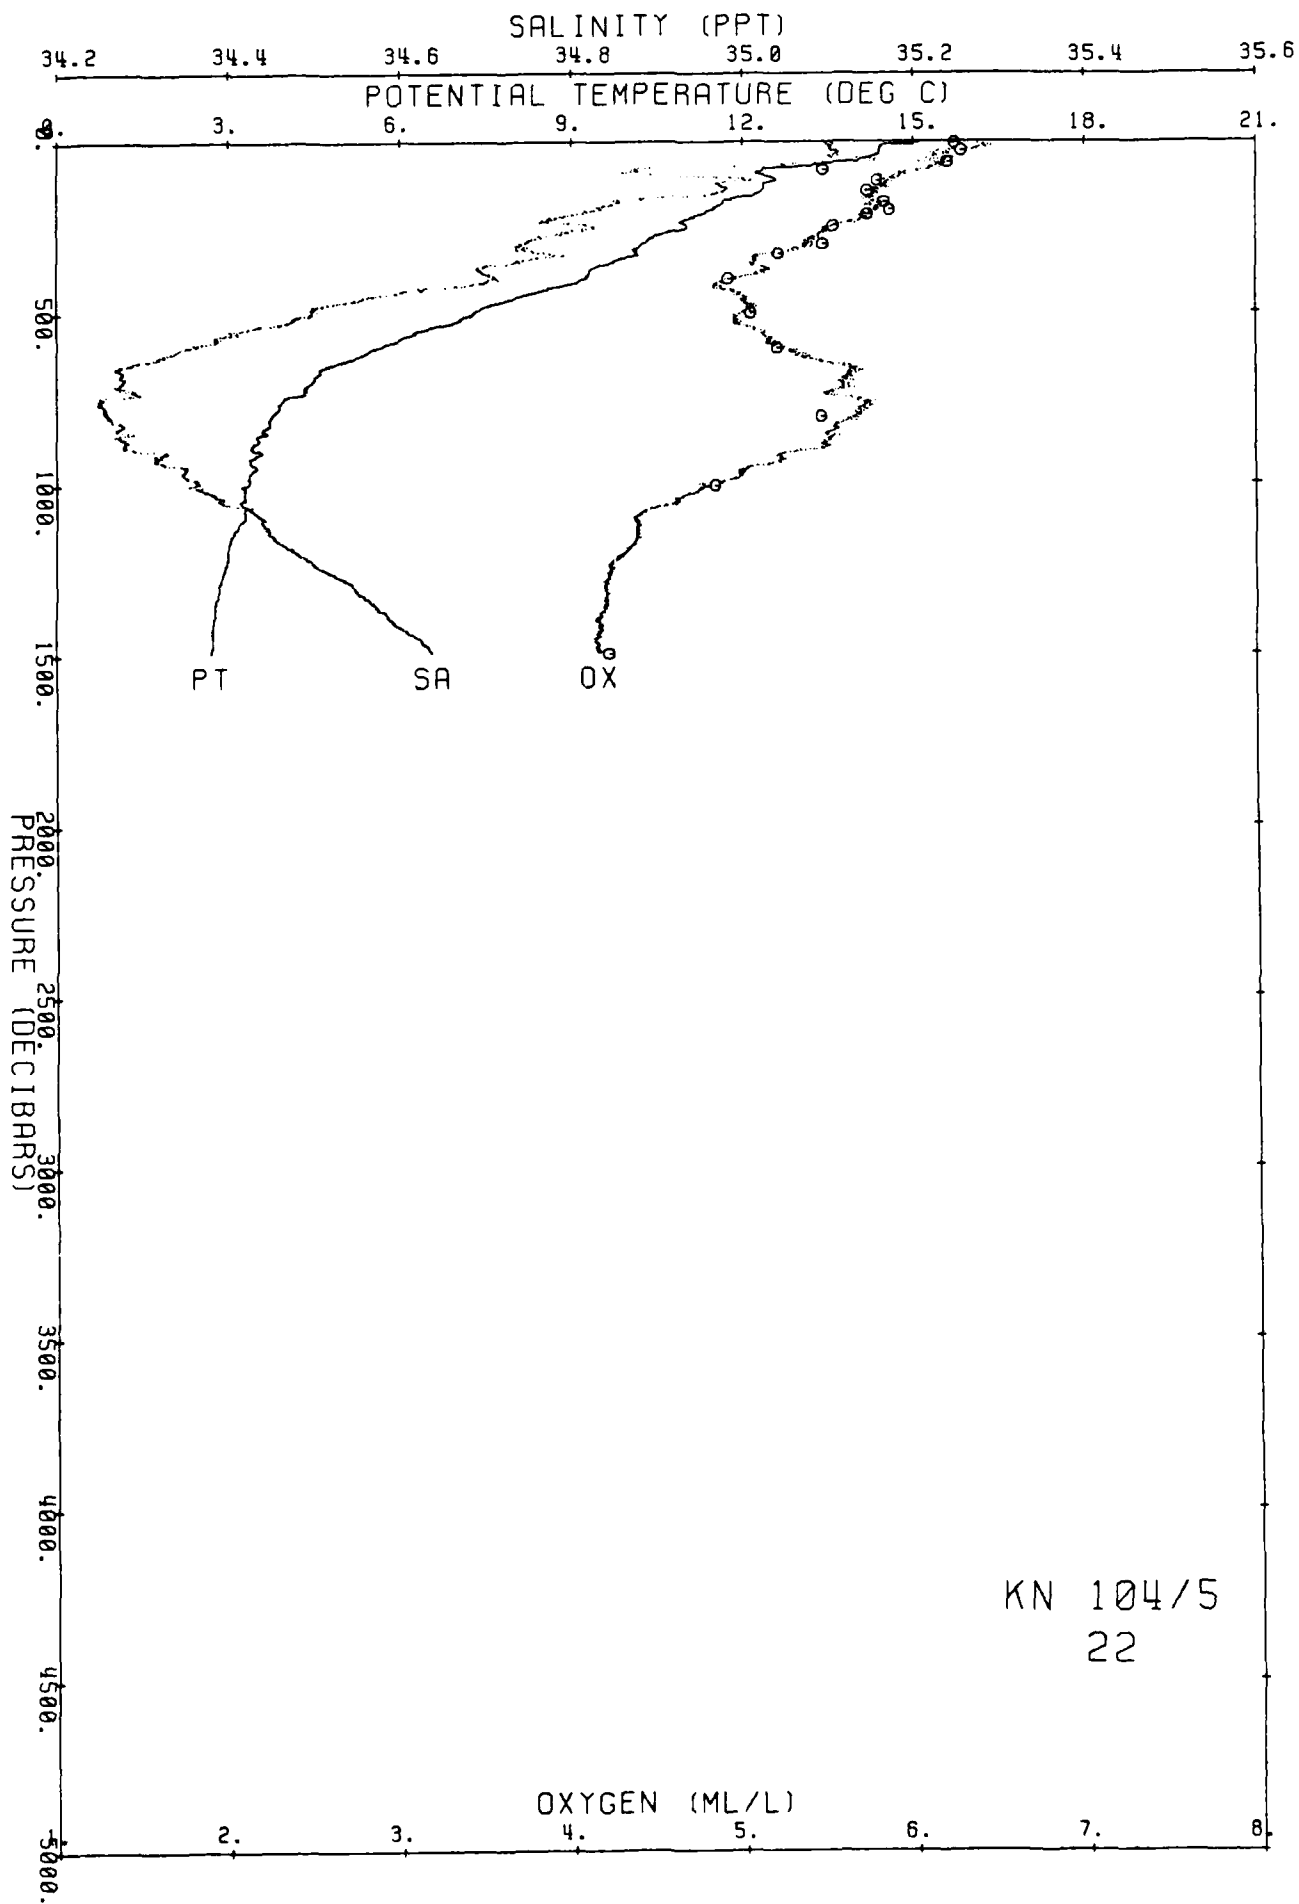 SALINITY (PPT)
34.2 34.4 34.6 34.8 35.0 35.2 35.4 35.6
POTENTIAL TEMPERATURE (DEG C)
0. 3. 6. 9. 12. 15. 18. 21.
0.
500.
1000.
1500.
2000.
2500.
3000.
3500.
4000.
4500.
5000.
PRESSURE (DECIBARS)
PT SA OX
KN 104/5
22
OXYGEN (ML/L)
1. 2. 3. 4. 5. 6. 7. 8.